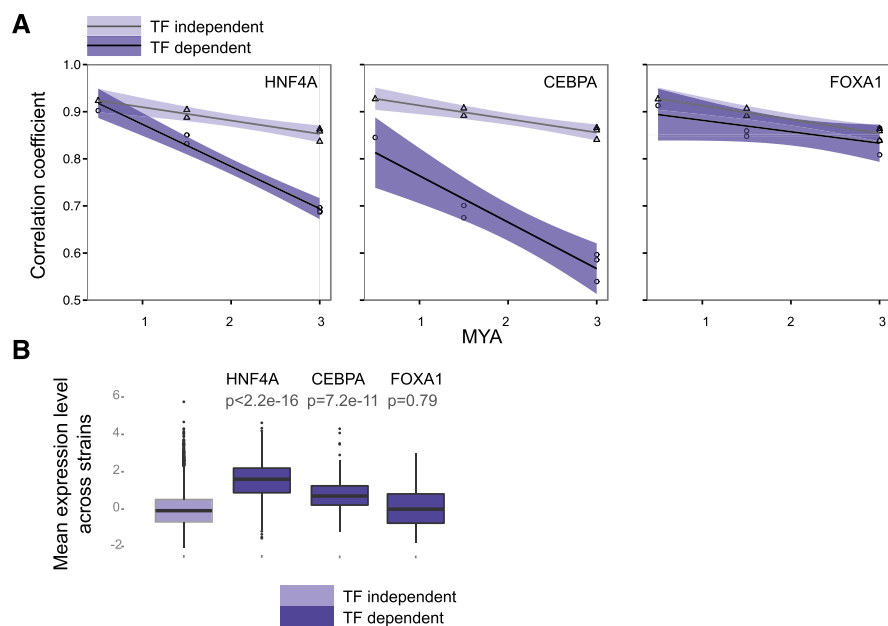 A
TF independent
TF dependent
HNF4A
CEBPA
FOXA1
1.0
0.9
0.8
0.7
0.6
0.5
Correlation coefficient
1 2 3 1 2 3 1 2 3
MYA
B
HNF4A CEBPA FOXA1
p<2.2e-16 p=7.2e-11 p=0.79
6
4
2
0
-2
Mean expression level
across strains
TF independent
TF dependent